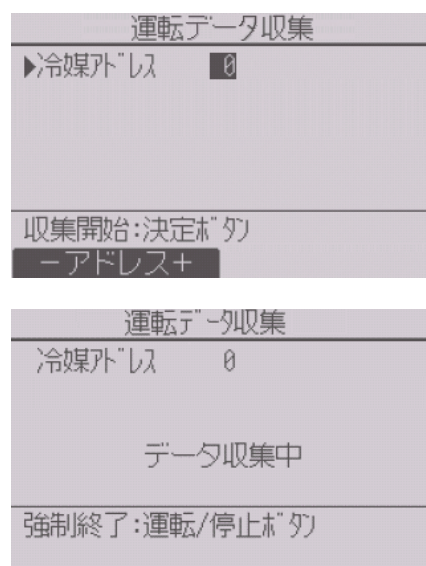 運転データ収集
▶冷媒アドレス 0
収集開始:決定ボタン
－アドレス＋
運転データ収集
冷媒アドレス 0
データ収集中
強制終了:運転/停止ボタン